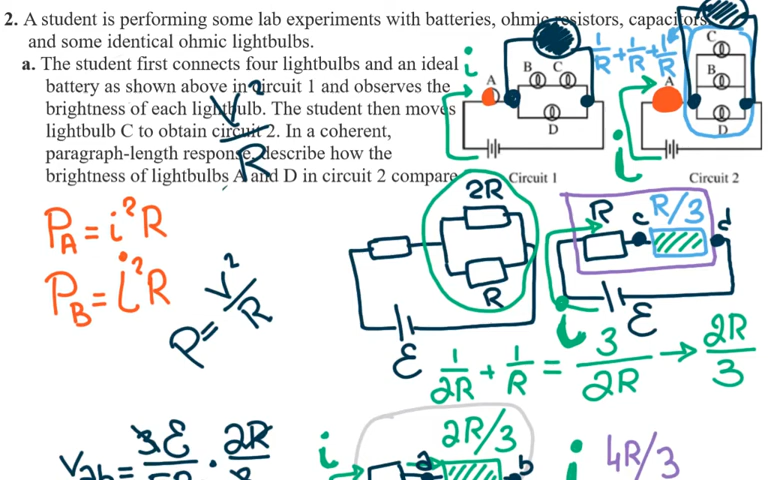 2. A student is performing some lab experiments with batteries, ohmic resistors, capacitors
and some identical ohmic lightbulbs.
a. The student first connects four lightbulbs and an ideal
battery as shown above in circuit 1 and observes the
brightness of each lightbulb. The student then moves
lightbulb C to obtain circuit 2. In a coherent,
paragraph-length response, describe how the
brightness of lightbulbs A and D in circuit 2 compare
V²/R
i
A
B C
D
Circuit 1
1/R + 1/R + 1/R
i
A
C
B
D
Circuit 2
P_A = i²R
P_B = i²R
P = V²/R
2R
R
ε
R c R/3 d
i
ε
1/2R + 1/R = 3/2R → 2R/3
V_ab = 3ε
· 2R
i
2R/3
a b
i
4R/3